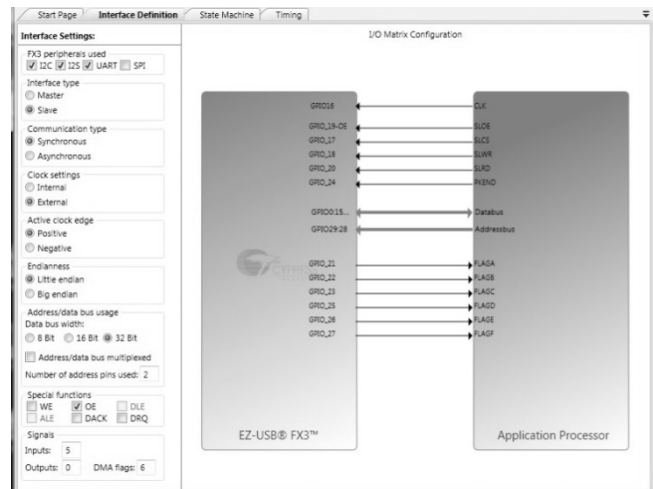 Start Page
Interface Definition
State Machine
Timing
Interface Settings:
FX3 peripherals used
I2C I2S UART SPI
Interface type
Master
Slave
Communication type
Synchronous
Asynchronous
Clock settings
Internal
External
Active clock edge
Positive
Negative
Endianness
Little endian
Big endian
Address/data bus usage
Data bus width:
8 Bit 16 Bit 32 Bit
Address/data bus multiplexed
Number of address pins used: 2
Special functions
WE OE DLE
ALE DACK DRQ
Signals
Inputs: 5
Outputs: 0 DMA flags: 6
I/O Matrix Configuration
GPIO16 CLK
GPIO_19-OE SLOE
GPIO_17 SLCS
GPIO_18 SLWR
GPIO_20 SLRD
GPIO_24 PKEND
GPIO0:15... Databus
GPIO29:28 Addressbus
GPIO_21 FLAGA
GPIO_22 FLAGB
GPIO_23 FLAGC
GPIO_25 FLAGD
GPIO_26 FLAGE
GPIO_27 FLAGF
EZ-USB® FX3™
Application Processor